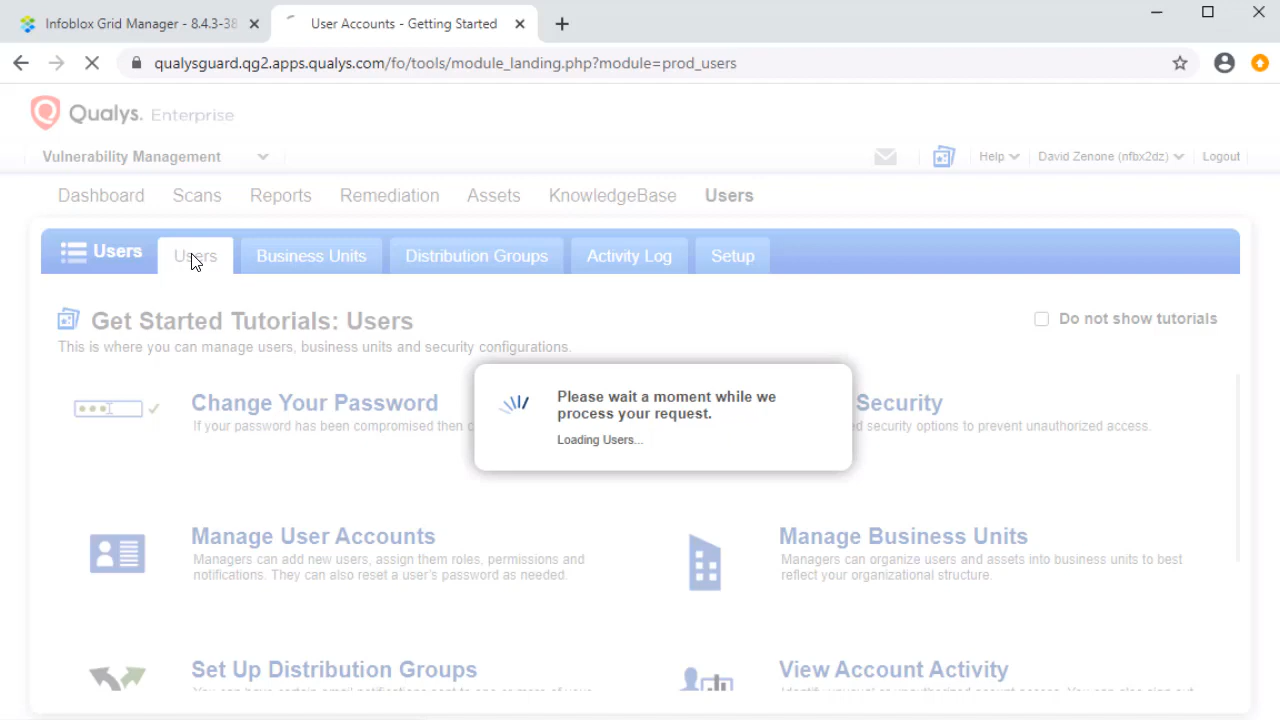 Infoblox Grid Manager - 8.4.3-38
User Accounts - Getting Started
qualysguard.qg2.apps.qualys.com/fo/tools/module_landing.php?module=prod_users
Qualys. Enterprise
Vulnerability Management
Help
David Zenone (nfbx2dz)
Logout
Dashboard Scans Reports Remediation Assets KnowledgeBase Users
Users Users Business Units Distribution Groups Activity Log Setup
Get Started Tutorials: Users
Do not show tutorials
This is where you can manage users, business units and security configurations.
Change Your Password
If your password has been compromised then
Security
security options to prevent unauthorized access.
Please wait a moment while we
process your request.
Loading Users...
Manage User Accounts
Managers can add new users, assign them roles, permissions and
notifications. They can also reset a user's password as needed.
Manage Business Units
Managers can organize users and assets into business units to best
reflect your organizational structure.
Set Up Distribution Groups
View Account Activity